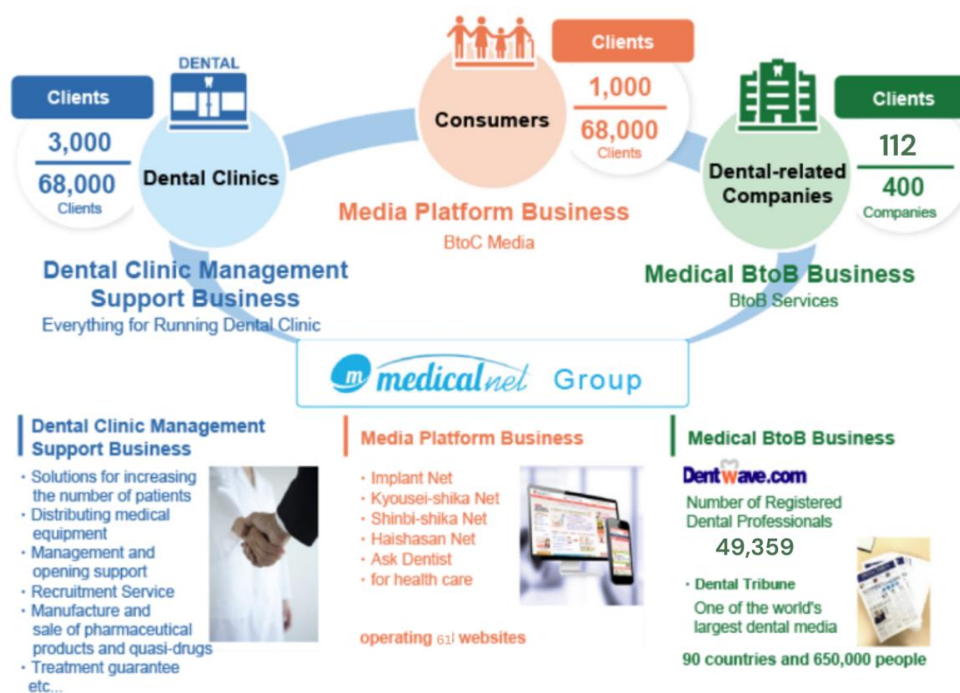 DENTAL
Clients
3,000
68,000
Clients
Dental Clinics
Dental Clinic Management
Support Business
Everything for Running Dental Clinic
Clients
1,000
68,000
Clients
Consumers
Media Platform Business
BtoC Media
Clients
112
400
Companies
Dental-related
Companies
Medical BtoB Business
BtoB Services
m medicalnet Group
Dental Clinic Management
Support Business
· Solutions for increasing
the number of patients
· Distributing medical
equipment
· Management and
opening support
· Recruitment Service
· Manufacture and
sale of pharmaceutical
products and quasi-drugs
· Treatment guarantee
etc...
Media Platform Business
· Implant Net
· Kyousei-shika Net
· Shinbi-shika Net
· Haishasan Net
· Ask Dentist
· for health care
operating 61 websites
Medical BtoB Business
Dentwave.com
Number of Registered
Dental Professionals
49,359
· Dental Tribune
One of the world's
largest dental media
90 countries and 650,000 people